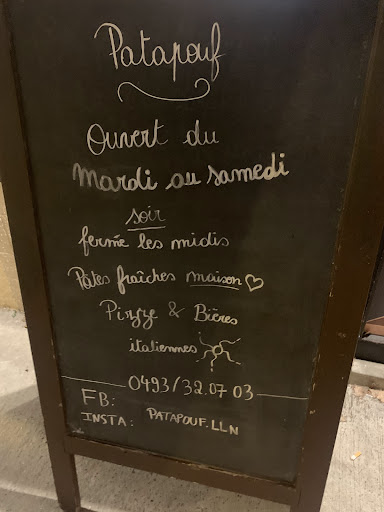 Patapouf
Ouvert du
Mardi au samedi
soir
fermé les midis
Pâtes fraîches maison
Pizze & Bières
italiennes
0493/32.07 03
FB:
INSTA: PATAPOUF.LLN